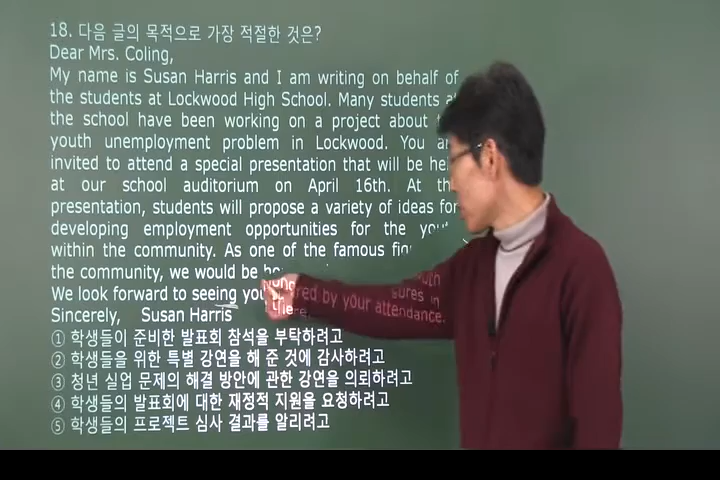 18. 다음 글의 목적으로 가장 적절한 것은?
Dear Mrs. Coling,
My name is Susan Harris and I am writing on behalf of
the students at Lockwood High School. Many students at
the school have been working on a project about
youth unemployment problem in Lockwood. You
invited to attend a special presentation that will be
at our school auditorium on April 16th. At
presentation, students will propose a variety of ideas for
developing employment opportunities for the youth
within the community. As one of the famous figures in
the community, we would be honored by your attendance.
We look forward to seeing you there.
Sincerely, Susan Harris
① 학생들이 준비한 발표회 참석을 부탁하려고
② 학생들을 위한 특별 강연을 해 준 것에 감사하려고
③ 청년 실업 문제의 해결 방안에 관한 강연을 의뢰하려고
④ 학생들의 발표회에 대한 재정적 지원을 요청하려고
⑤ 학생들의 프로젝트 심사 결과를 알리려고